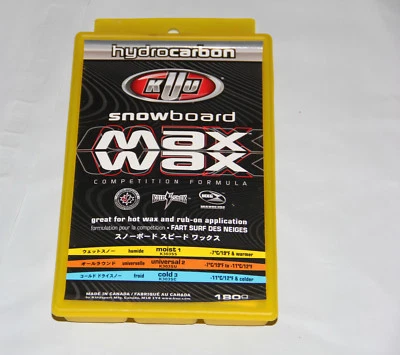 hydrocarbon
KUU
snowboard
max
wax
COMPETITION FORMULA
great for hot wax and rub-on application
formulation pour la compétition • FART SURF DES NEIGES
スノーボード スピード ワックス
ウェットスノー humide moist 1 -7°C/19°F & warmer
オールラウンド universelle universal 2 -7°C/19°F to -11°C/12°F
コールド ドライスノー froid cold 3 -11°C/12°F & colder
MADE IN CANADA / FABRIQUÉ AU CANADA
180g